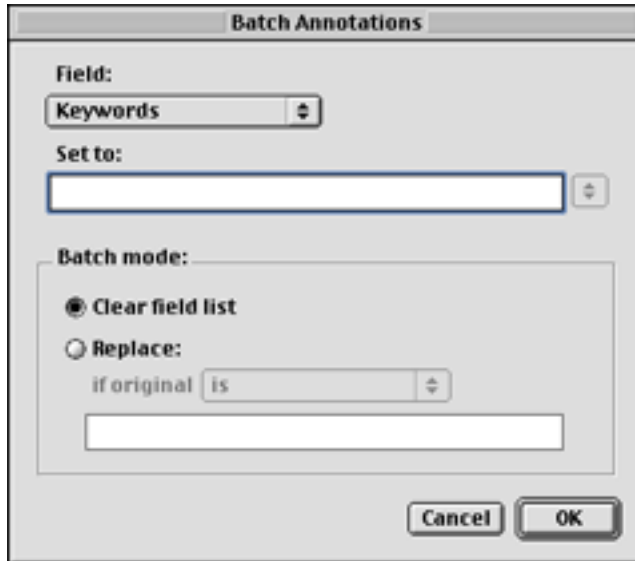 Batch Annotations
Field:
Keywords
Set to:
Batch mode:
Clear field list
Replace:
if original is
Cancel OK